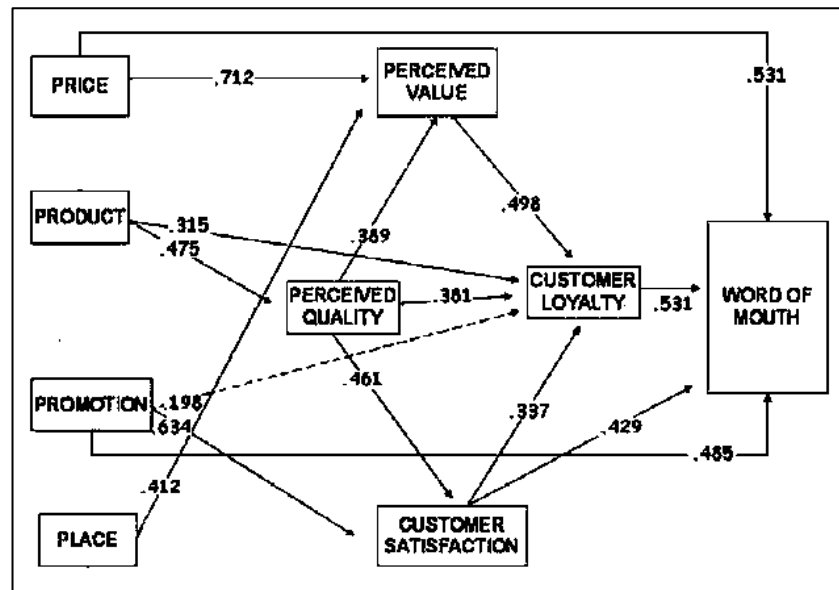 PRICE
.712
PERCEIVED
VALUE
.531
PRODUCT
.315
.475
.389
.498
PERCEIVED
QUALITY
.381
CUSTOMER
LOYALTY
.531
WORD OF
MOUTH
PROMOTION
.198
.634
.461
.337
.429
.485
.412
PLACE
CUSTOMER
SATISFACTION